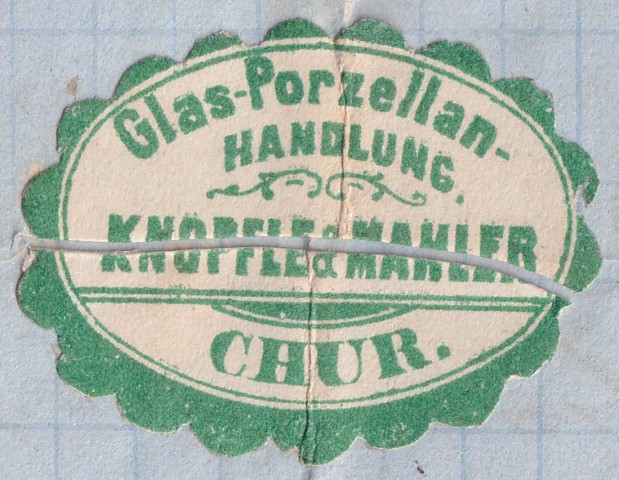 Glas-Porzellan-
HANDLUNG.
KNOPFLE & MAHLER
CHUR.